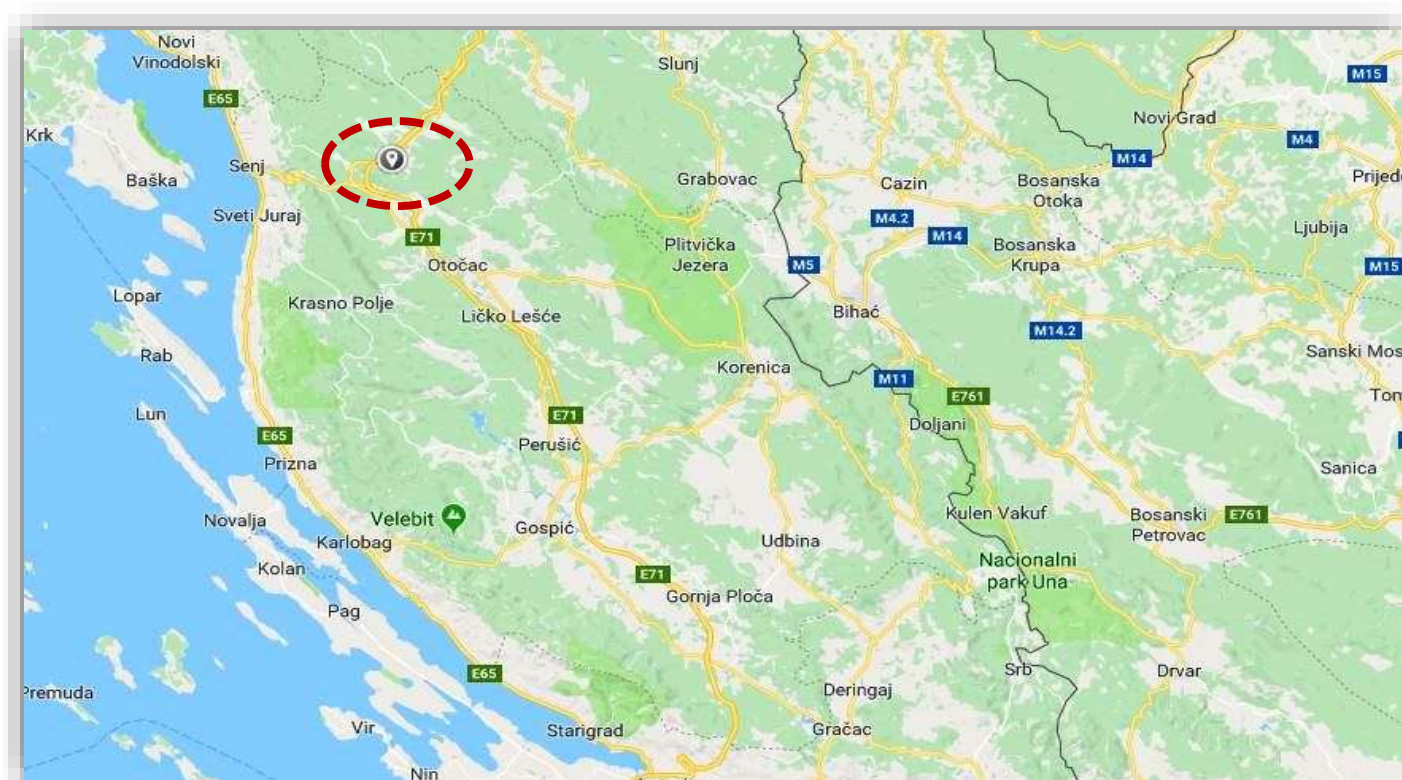 Novi
Vinodolski
Slunj
M15
E65
Novi Grad
Krk
M4
M14
Senj
Baška
Grabovac
Cazin
Bosanska
Otoka
Sveti Juraj
M4.2
Ljubija
E71
M14
Plitvička
Jezera
Bosanska
Krupa
Otočac
M5
M15
Lopar
Krasno Polje
Ličko Lešće
Bihać
M14.2
Rab
Sanski Mos
Korenica
M11
E761
Tom
Lun
E71
Doljani
E65
Perušić
Prizna
Sanica
Novalja
Velebit
Gospić
Kulen Vakuf
Bosanski
Petrovac
E761
Karlobag
Udbina
Kolan
Nacionalni
park Una
E71
Pag
Gornja Ploča
E65
Srb
Drvar
Premuda
Deringaj
Vir
Starigrad
Gračac
Nin